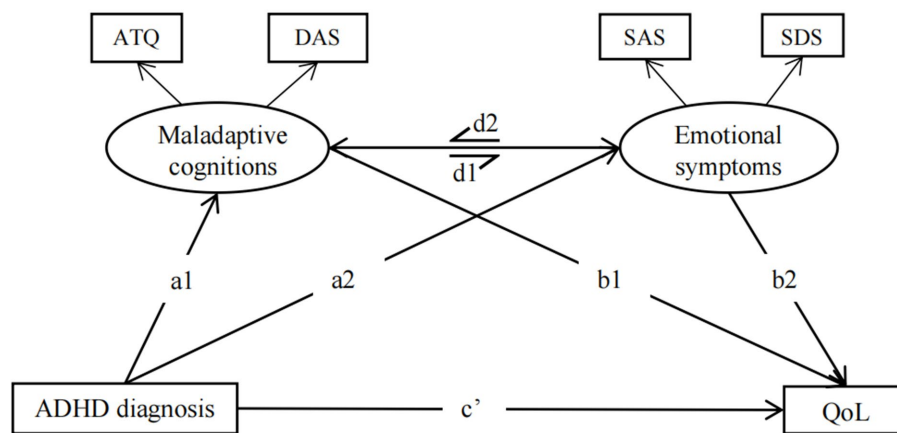 ATQ
DAS
SAS
SDS
Maladaptive
cognitions
d2
d1
Emotional
symptoms
a1
a2
b1
b2
ADHD diagnosis
c’
QoL